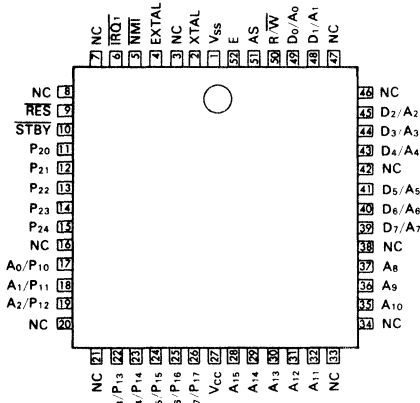 NC
IRQ1
NMI
EXTAL
NC
XTAL
Vss
E
AS
R/W
D0/A0
D1/A1
NC
7 6 5 4 3 2 1 52 51 50 49 48 47
NC 8
RES 9
STBY 10
P20 11
P21 12
P22 13
P23 14
P24 15
NC 16
A0/P10 17
A1/P11 18
A2/P12 19
NC 20
46 NC
45 D2/A2
44 D3/A3
43 D4/A4
42 NC
41 D5/A5
40 D6/A6
39 D7/A7
38 NC
37 A8
36 A9
35 A10
34 NC
21 22 23 24 25 26 27 28 29 30 31 32 33
NC
/P13
/P14
/P15
/P16
/P17
Vcc
A15
A14
A13
A12
A11
NC